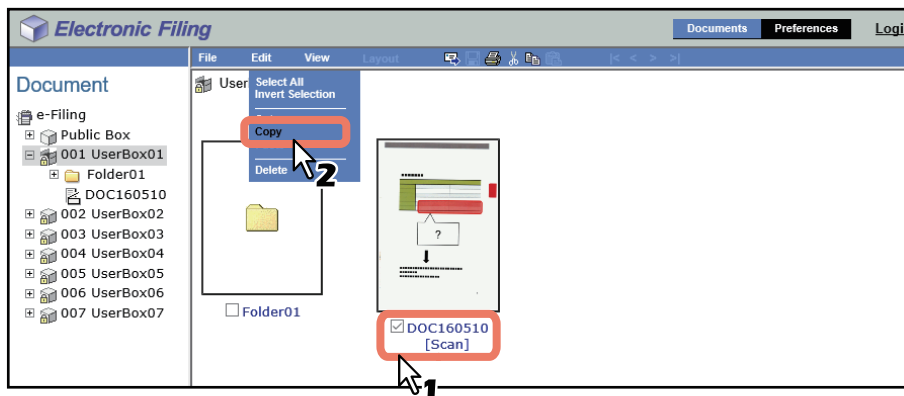 Electronic Filing
Documents
Preferences
File Edit View Layout
Document
e-Filing
Public Box
001 UserBox01
Folder01
DOC160510
002 UserBox02
003 UserBox03
004 UserBox04
005 UserBox05
006 UserBox06
007 UserBox07
User
Select All
Invert Selection
Copy
Delete
2
?
Folder01
DOC160510
[Scan]
1